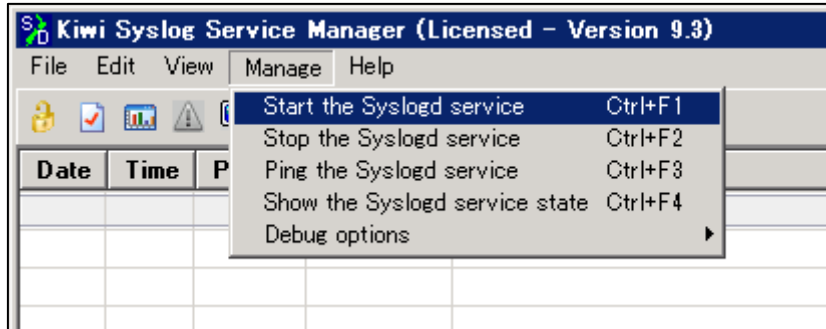 Kiwi Syslog Service Manager (Licensed - Version 9.3)
File Edit View Manage Help
Start the Syslogd service Ctrl+F1
Stop the Syslogd service Ctrl+F2
Date Time P Ping the Syslogd service Ctrl+F3
Show the Syslogd service state Ctrl+F4
Debug options